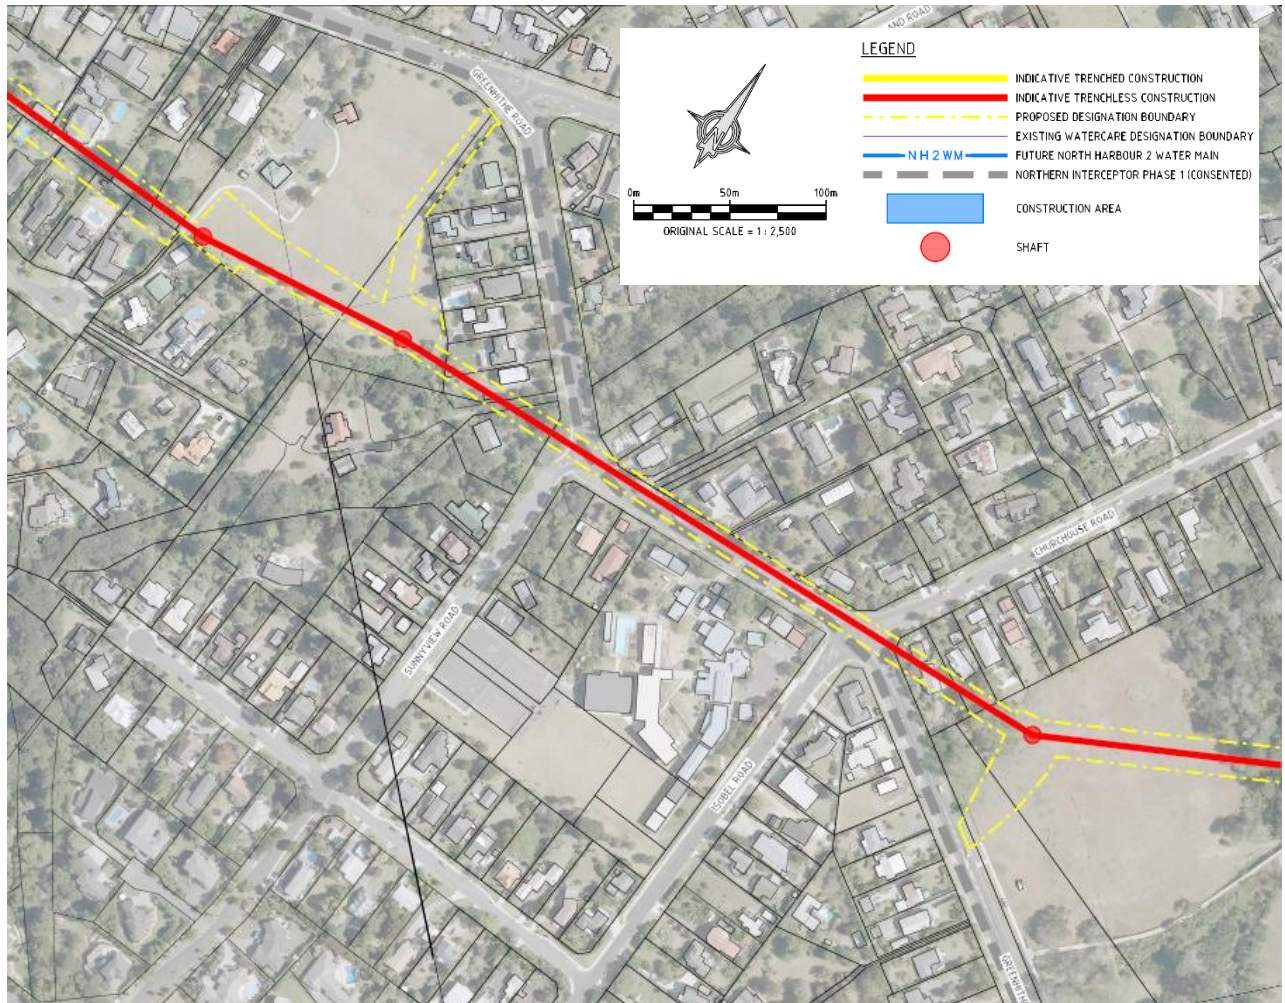 AND ROAD
GREENHITHE ROAD
LEGEND
INDICATIVE TRENCHED CONSTRUCTION
INDICATIVE TRENCHLESS CONSTRUCTION
PROPOSED DESIGNATION BOUNDARY
EXISTING WATERCARE DESIGNATION BOUNDARY
NH2WM FUTURE NORTH HARBOUR 2 WATER MAIN
NORTHERN INTERCEPTOR PHASE 1 (CONSENTED)
CONSTRUCTION AREA
SHAFT
N
0m 50m 100m
ORIGINAL SCALE = 1 : 2,500
CHURCHOUSE ROAD
SUNNYVIEW ROAD
ISOBEL ROAD
GREENHITHE